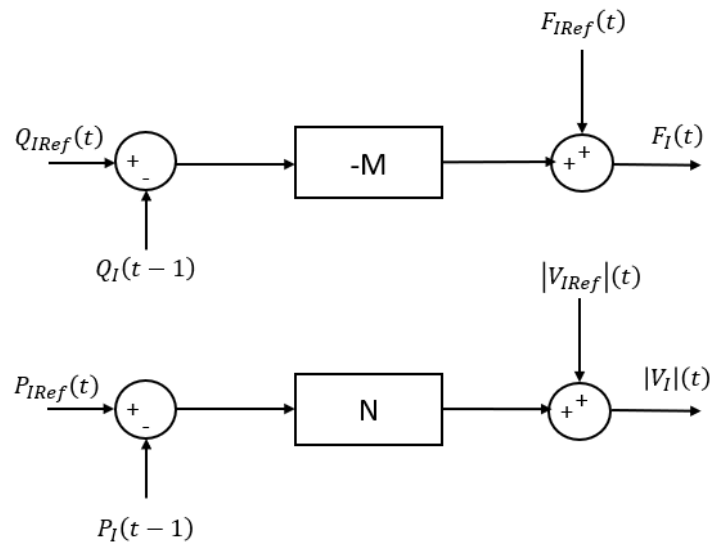 F_{IRef}(t)
Q_{IRef}(t)
+
-
-M
+
+
F_I(t)
Q_I(t-1)
|V_{IRef}|(t)
P_{IRef}(t)
+
-
N
+
+
|V_I|(t)
P_I(t-1)